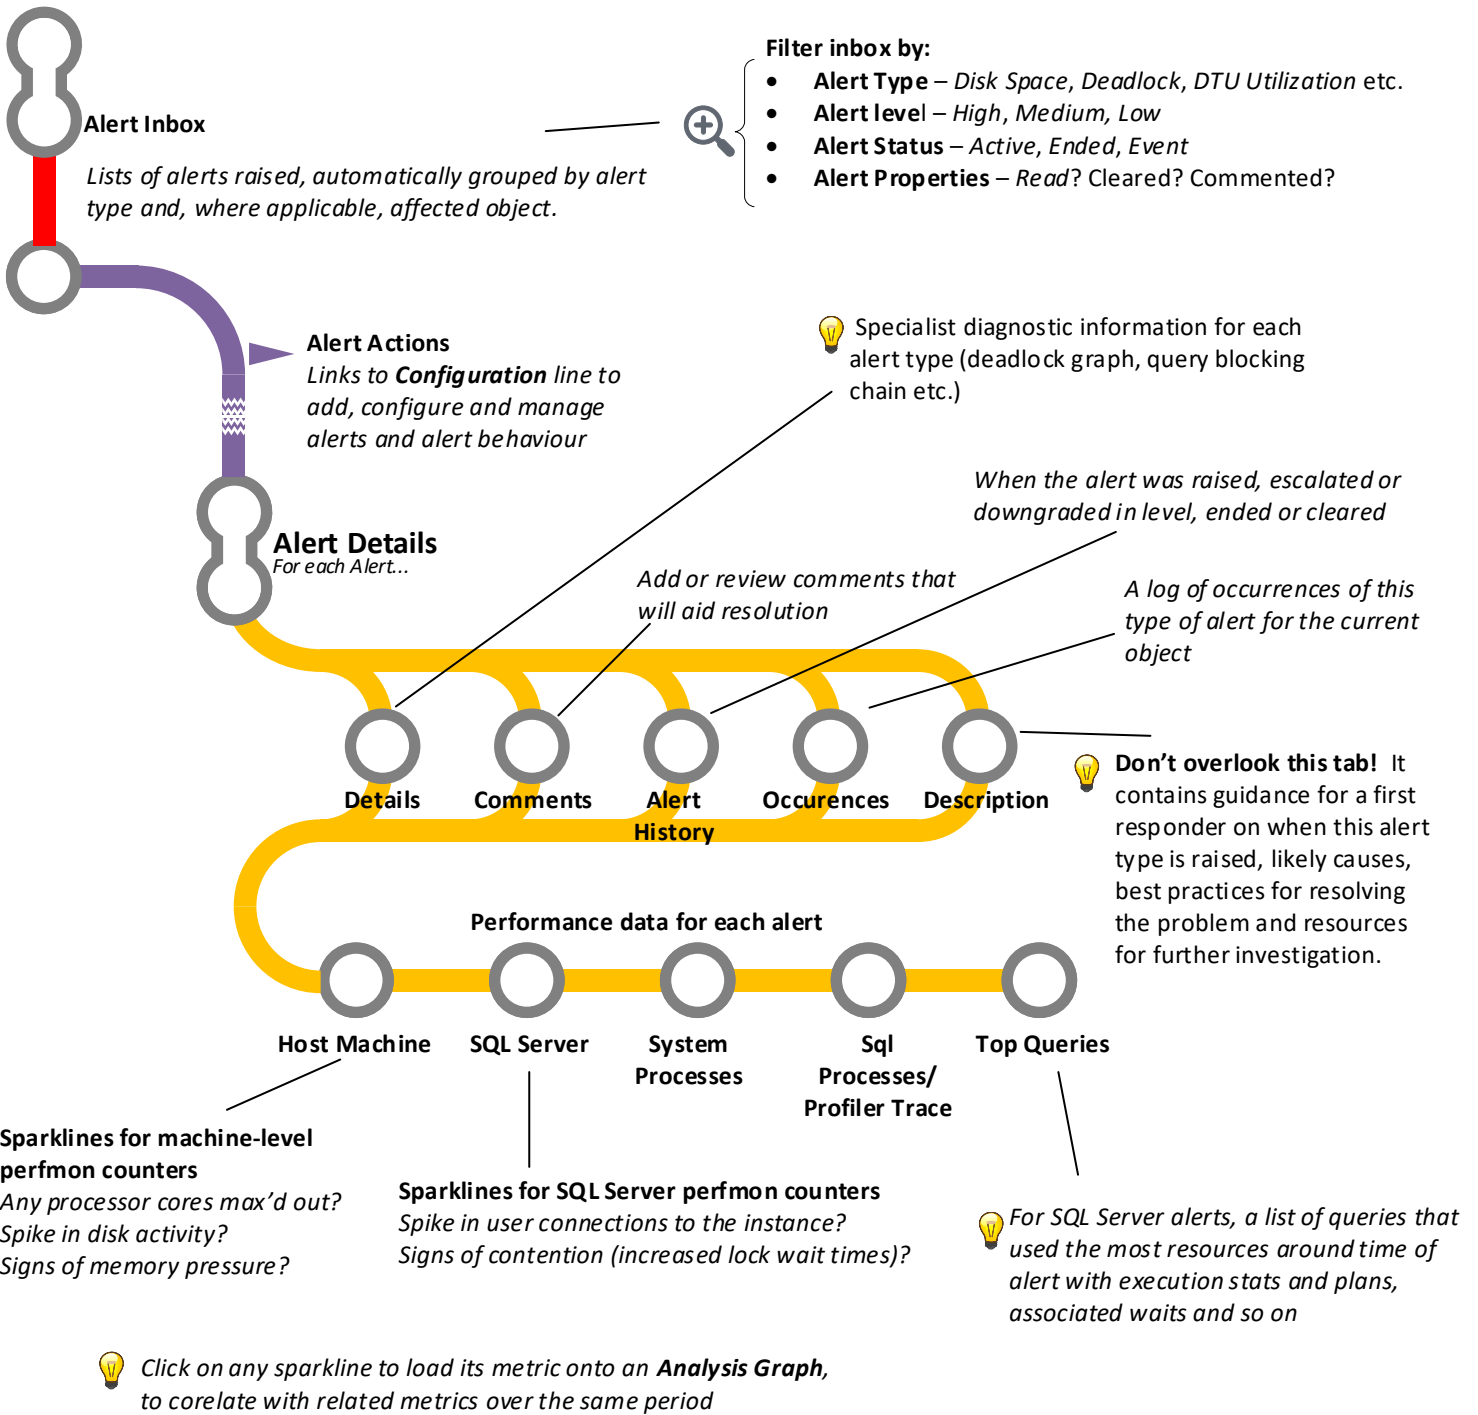 Filter inbox by:
• Alert Type – Disk Space, Deadlock, DTU Utilization etc.
• Alert level – High, Medium, Low
• Alert Status – Active, Ended, Event
• Alert Properties – Read? Cleared? Commented?
Alert Inbox
Lists of alerts raised, automatically grouped by alert
type and, where applicable, affected object.
Alert Actions
Links to Configuration line to
add, configure and manage
alerts and alert behaviour
Specialist diagnostic information for each
alert type (deadlock graph, query blocking
chain etc.)
When the alert was raised, escalated or
downgraded in level, ended or cleared
Alert Details
For each Alert...
Add or review comments that
will aid resolution
A log of occurrences of this
type of alert for the current
object
Details
Comments
Alert
History
Occurences
Description
Don’t overlook this tab! It
contains guidance for a first
responder on when this alert
type is raised, likely causes,
best practices for resolving
the problem and resources
for further investigation.
Performance data for each alert
Host Machine
SQL Server
System
Processes
Sql
Processes/
Profiler Trace
Top Queries
Sparklines for machine-level
perfmon counters
Any processor cores max’d out?
Spike in disk activity?
Signs of memory pressure?
Sparklines for SQL Server perfmon counters
Spike in user connections to the instance?
Signs of contention (increased lock wait times)?
For SQL Server alerts, a list of queries that
used the most resources around time of
alert with execution stats and plans,
associated waits and so on
Click on any sparkline to load its metric onto an Analysis Graph,
to corelate with related metrics over the same period